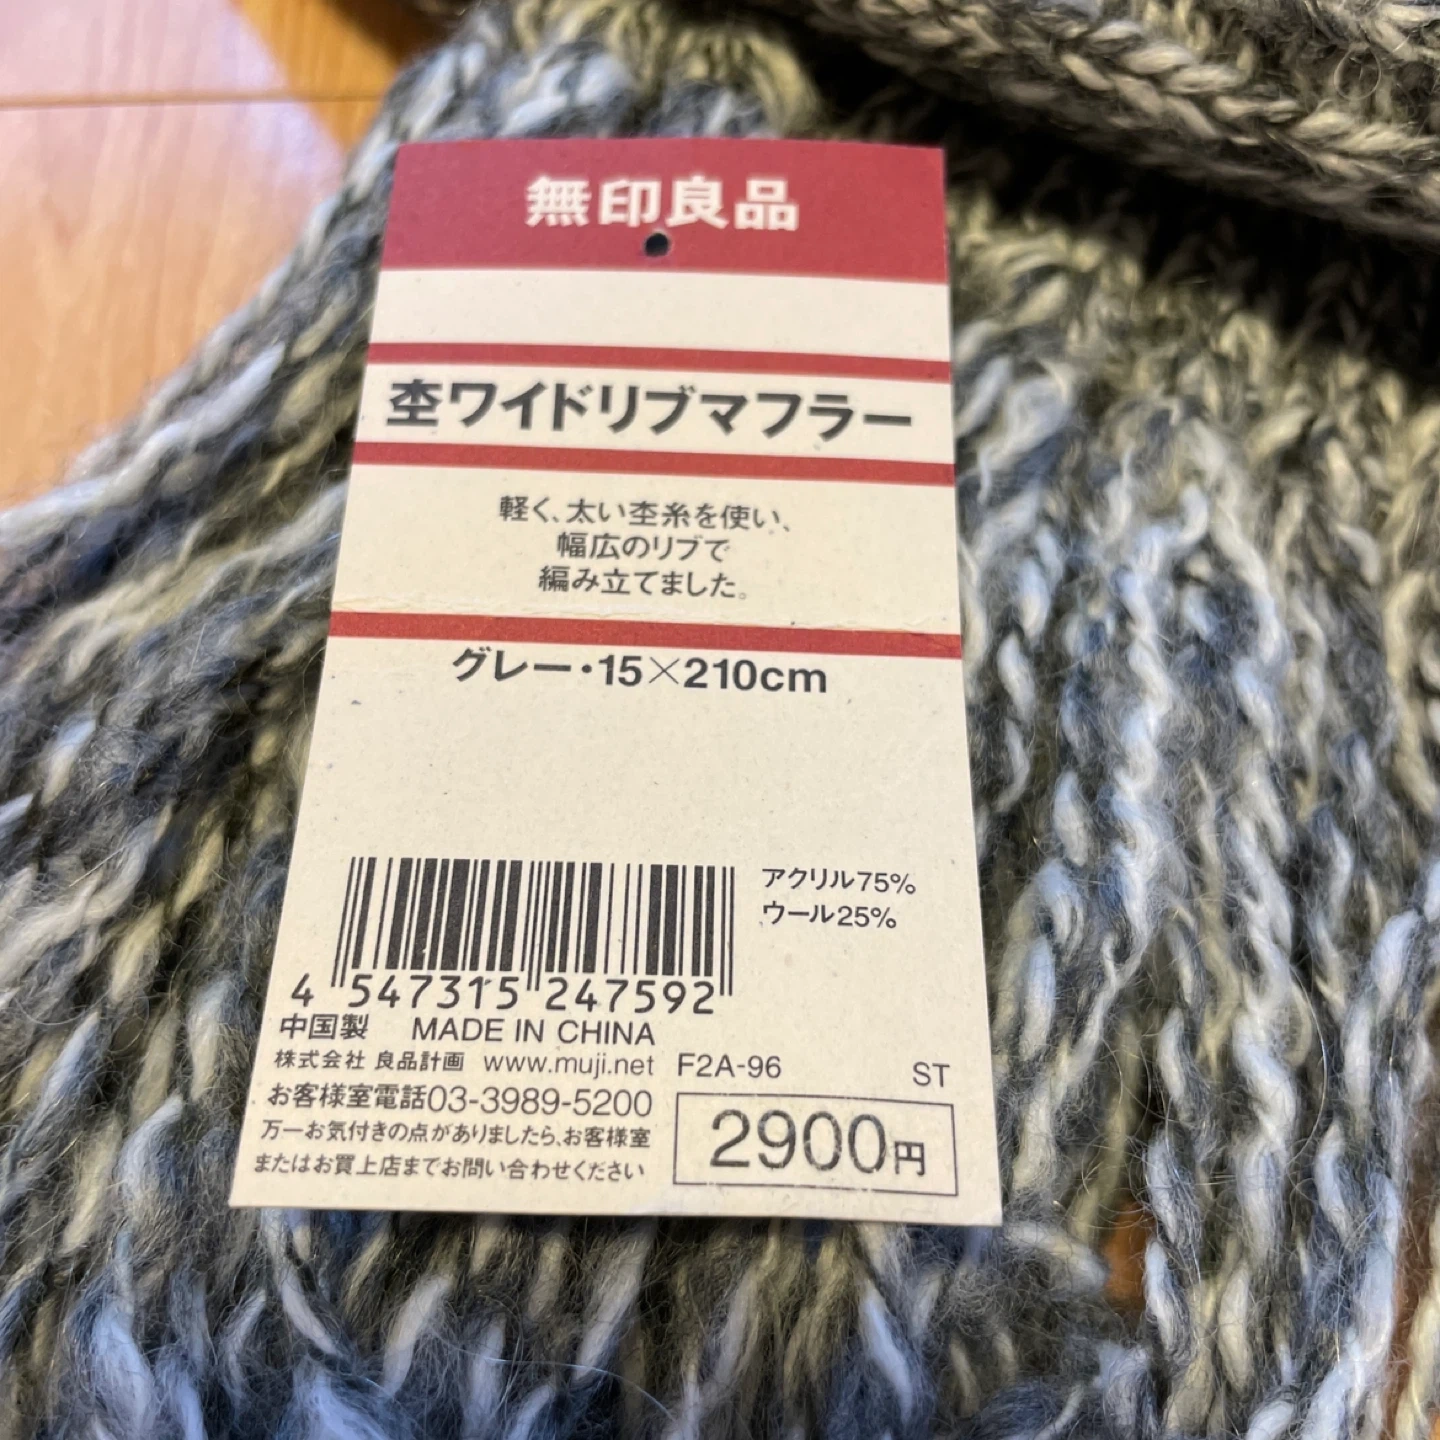 無印良品
杢ワイドリブマフラー
軽く、太い杢糸を使い、
幅広のリブで
編み立てました。
グレー・15×210cm
アクリル75%
ウール25%
4 547315 247592
中国製 MADE IN CHINA
株式会社 良品計画 www.muji.net F2A-96 ST
お客様室電話03-3989-5200
万一お気付きの点がありましたら、お客様室
またはお買上店までお問い合わせください
2900円